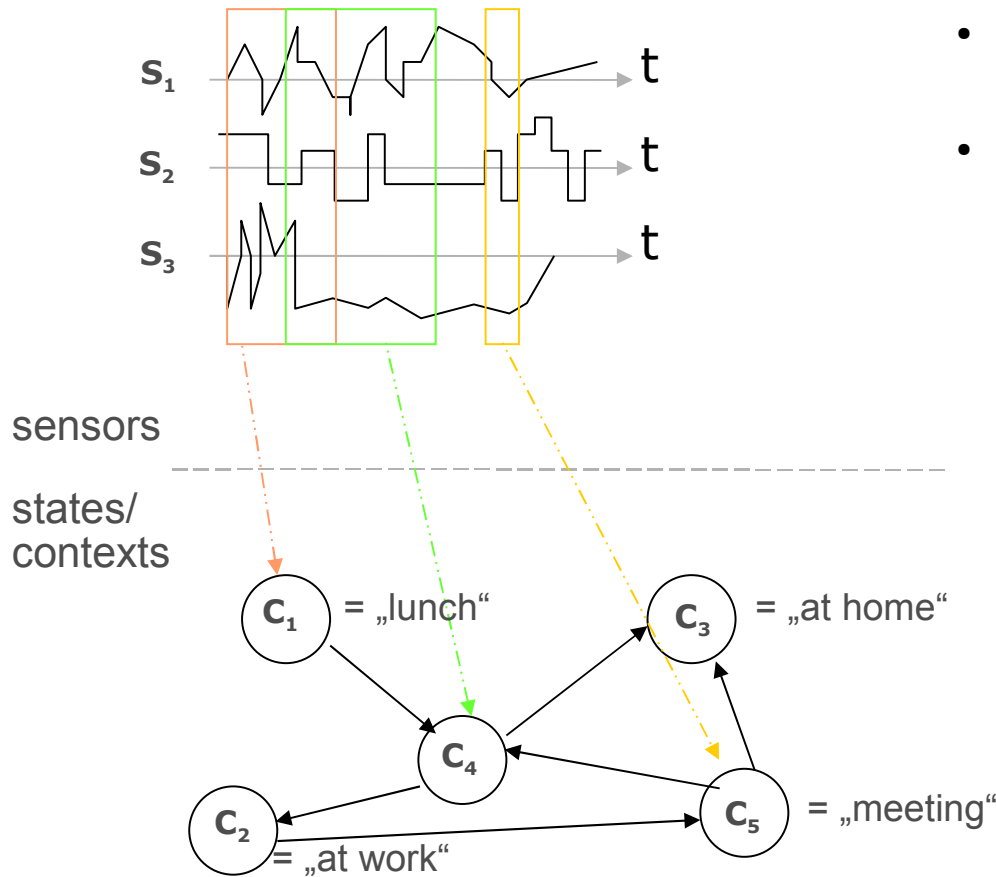 •
S₁ t
•
S₂ t
S₃ t
sensors
states/
contexts
C₁ = „lunch“
C₃ = „at home“
C₄
C₅ = „meeting“
C₂
= „at work“